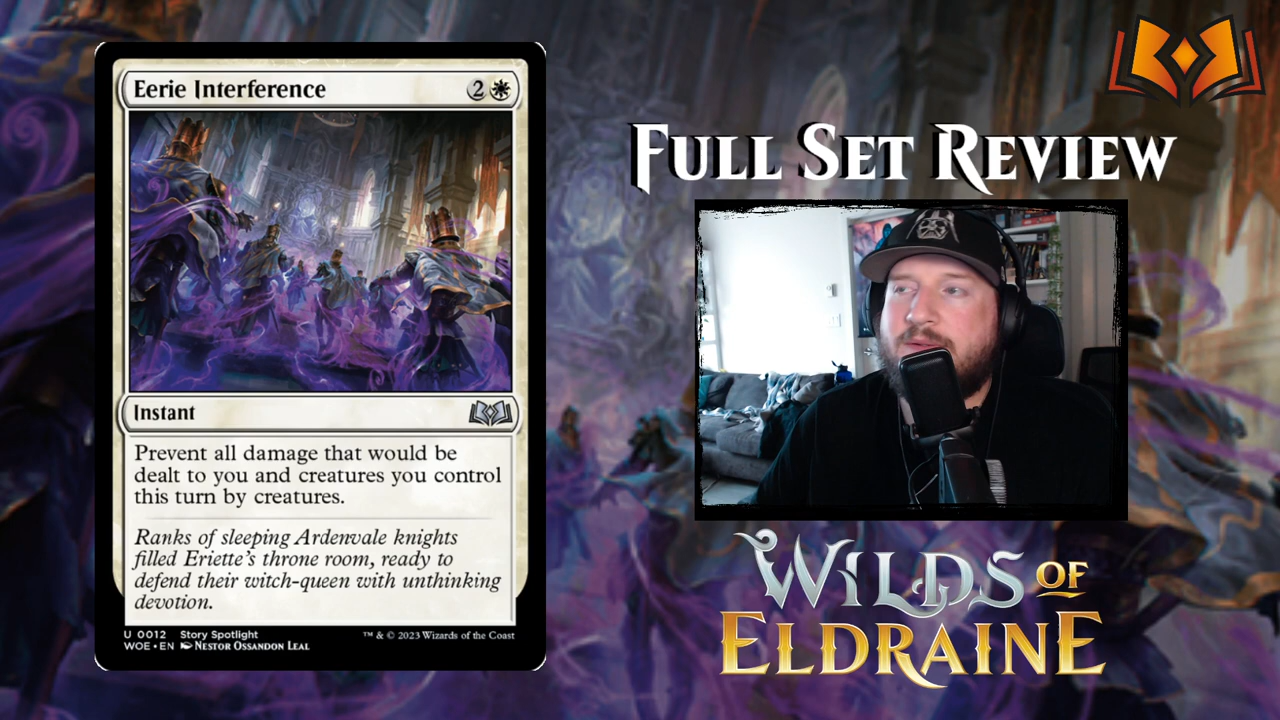 Eerie Interference 2
Instant
Prevent all damage that would be
dealt to you and creatures you control
this turn by creatures.
Ranks of sleeping Ardenvale knights
filled Eriette's throne room, ready to
defend their witch-queen with unthinking
devotion.
U 0012 Story Spotlight
WOE • EN Nestor Ossandon Leal
™ & © 2023 Wizards of the Coast
Full Set Review
Wilds of
Eldraine